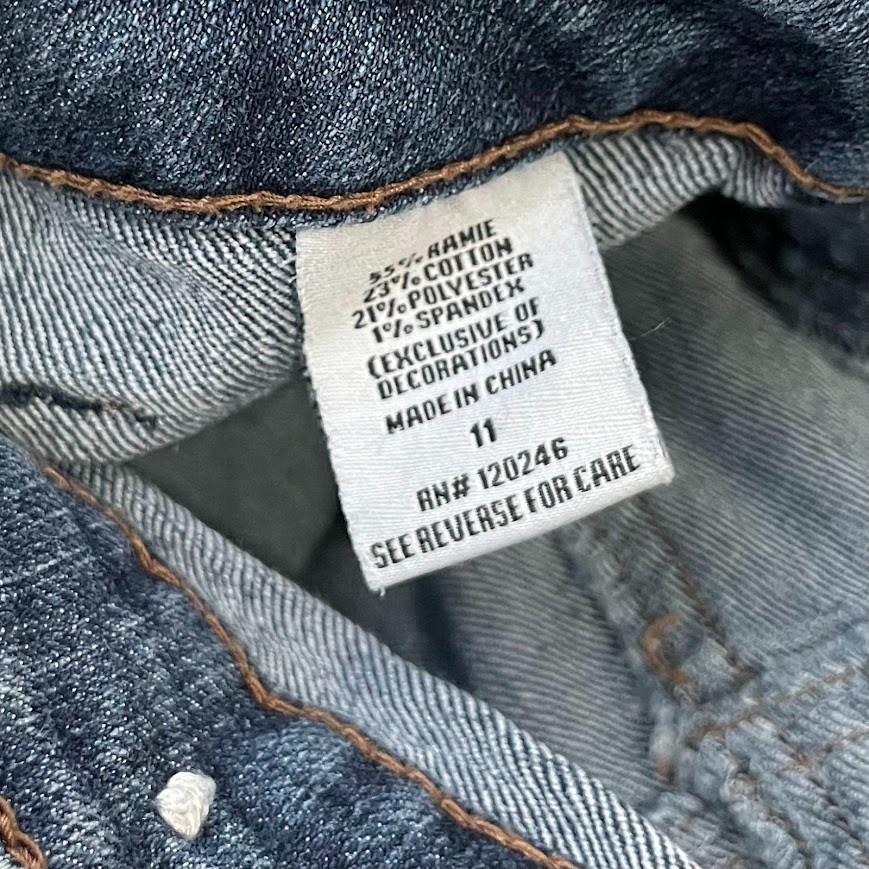 55% RAMIE
23% COTTON
21% POLYESTER
1% SPANDEX
(EXCLUSIVE OF
DECORATIONS)
MADE IN CHINA
11
RN# 120246
SEE REVERSE FOR CARE